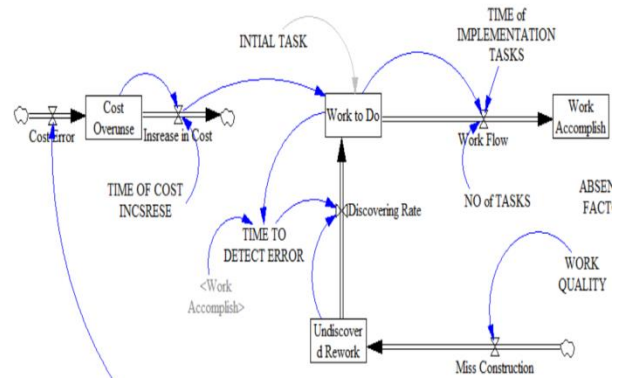 TIME of
IMPLEMENTATION
TASKS
INTIAL TASK
Cost
Overunse
Cost Error
Insrease in Cost
Work to Do
Work Flow
Work
Accomplish
TIME OF COST
INCSRESE
NO of TASKS
ABSEN
FACT
Discovering Rate
TIME TO
DETECT ERROR
<Work
Accomplish>
WORK
QUALITY
Undiscover
d Rework
Miss Construction